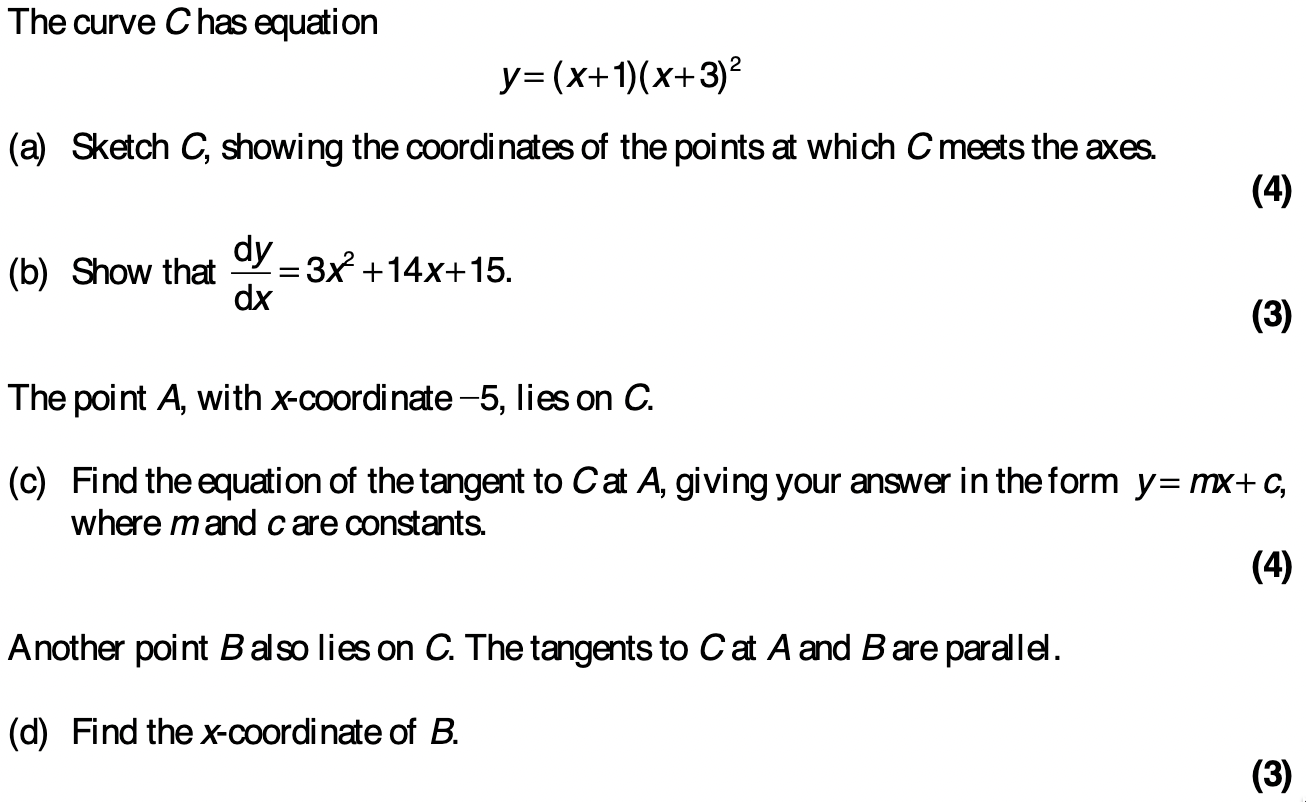 The curve C has equation
y = (x+1)(x+3)²
(a) Sketch C, showing the coordinates of the points at which C meets the axes.
(4)
(b) Show that dy/dx = 3x² + 14x + 15.
(3)
The point A, with x-coordinate −5, lies on C.
(c) Find the equation of the tangent to C at A, giving your answer in the form y = mx + c,
where m and c are constants.
(4)
Another point B also lies on C. The tangents to C at A and B are parallel.
(d) Find the x-coordinate of B.
(3)